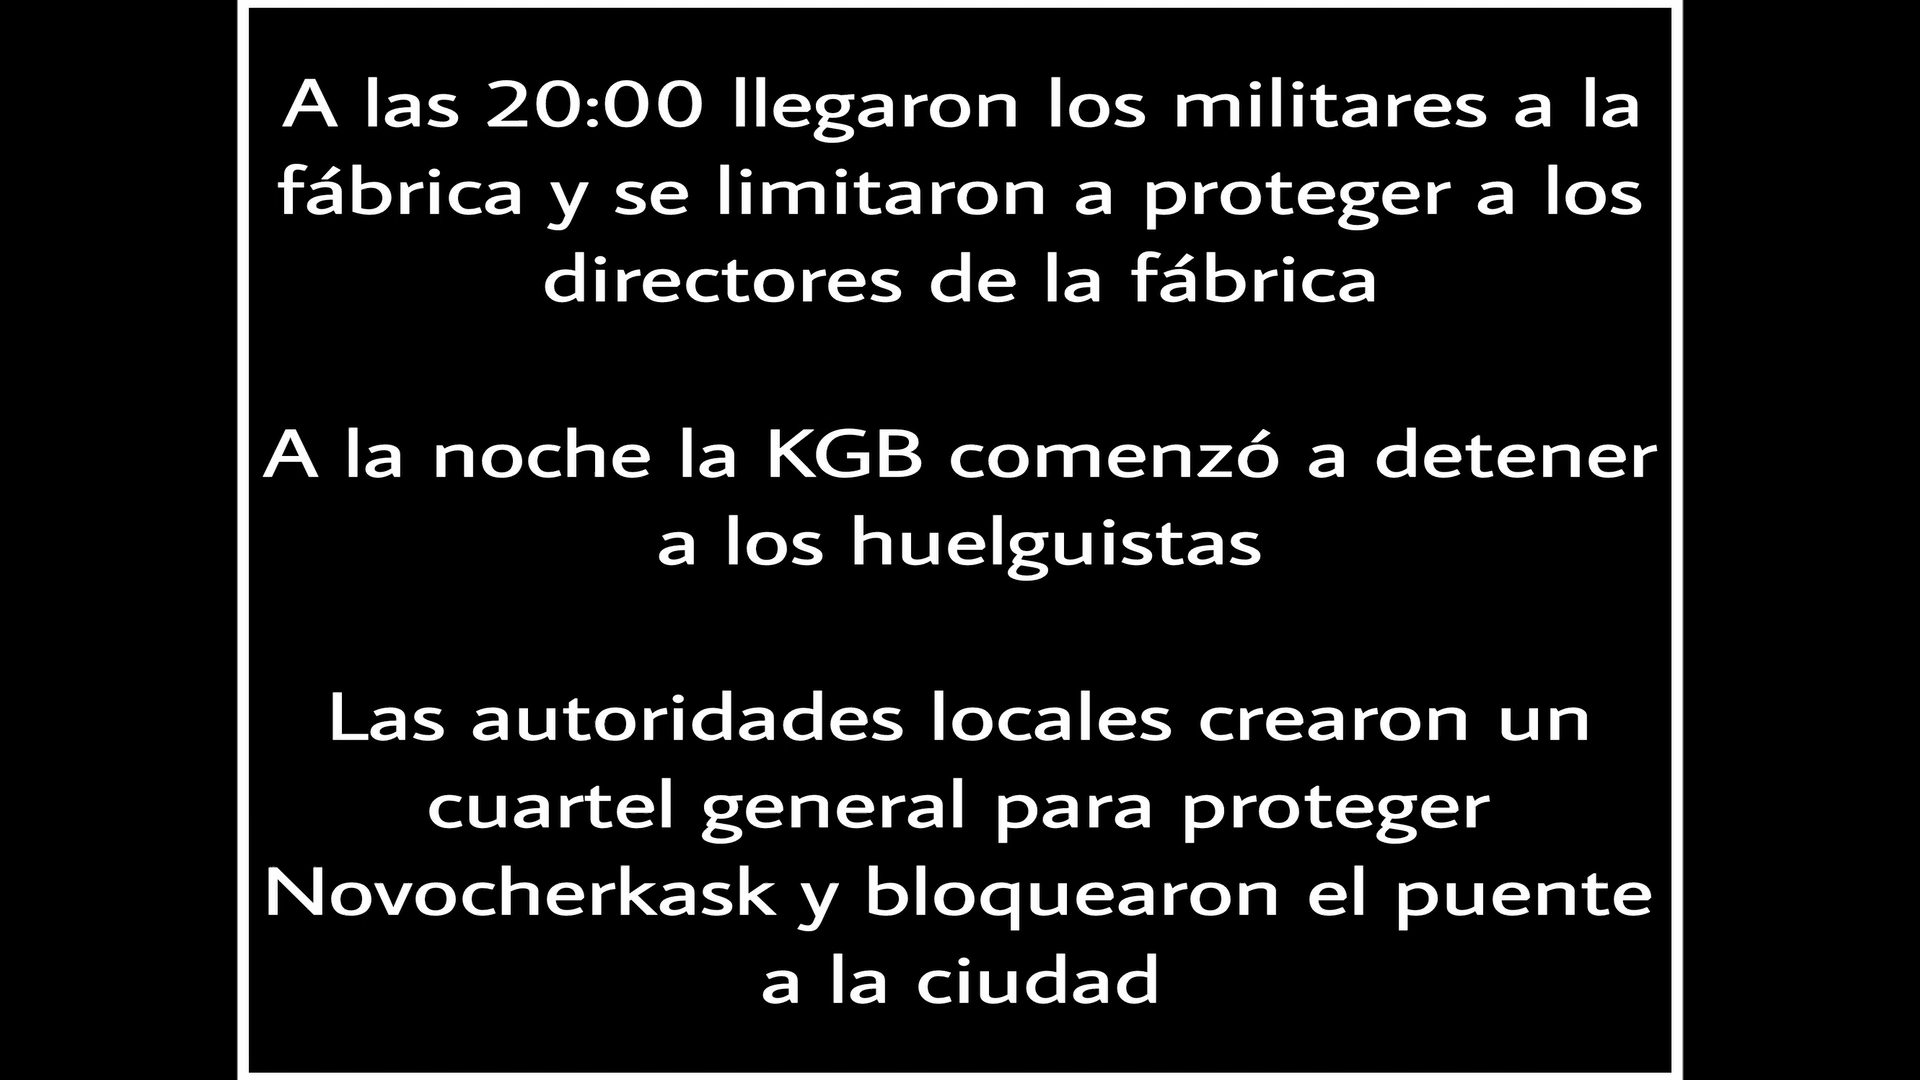 A las 20:00 llegaron los militares a la
fábrica y se limitaron a proteger a los
directores de la fábrica
A la noche la KGB comenzó a detener
a los huelguistas
Las autoridades locales crearon un
cuartel general para proteger
Novocherkask y bloquearon el puente
a la ciudad